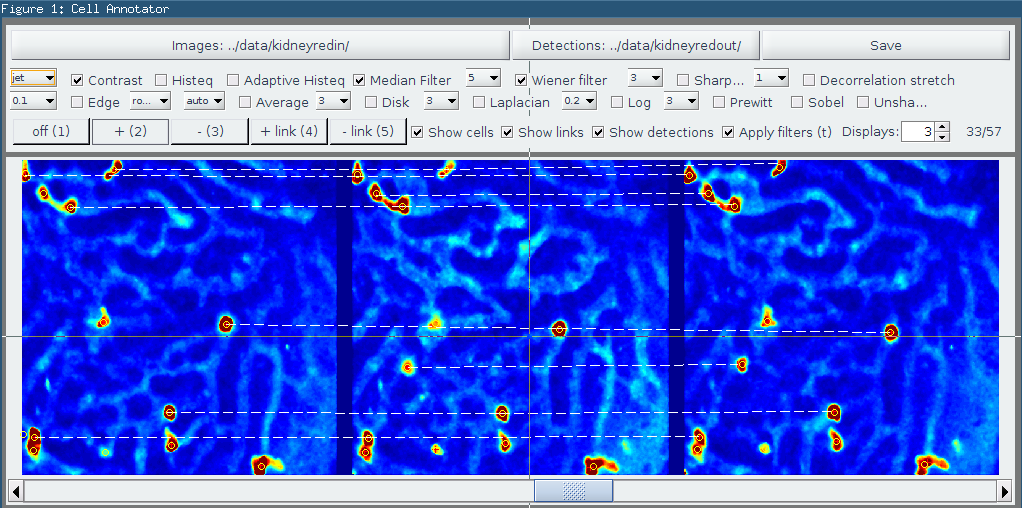 Figure 1: Cell Annotator
Images: ../data/kidneyredin/ Detections: ../data/kidneyredout/ Save
jet Contrast Histeq Adaptive Histeq Median Filter 5 Wiener filter 3 Sharp... 1 Decorrelation stretch
0.1 Edge ro... auto Average 3 Disk 3 Laplacian 0.2 Log 3 Prewitt Sobel Unsha...
off (1) + (2) - (3) + link (4) - link (5) Show cells Show links Show detections Apply filters (t) Displays: 3 33/57